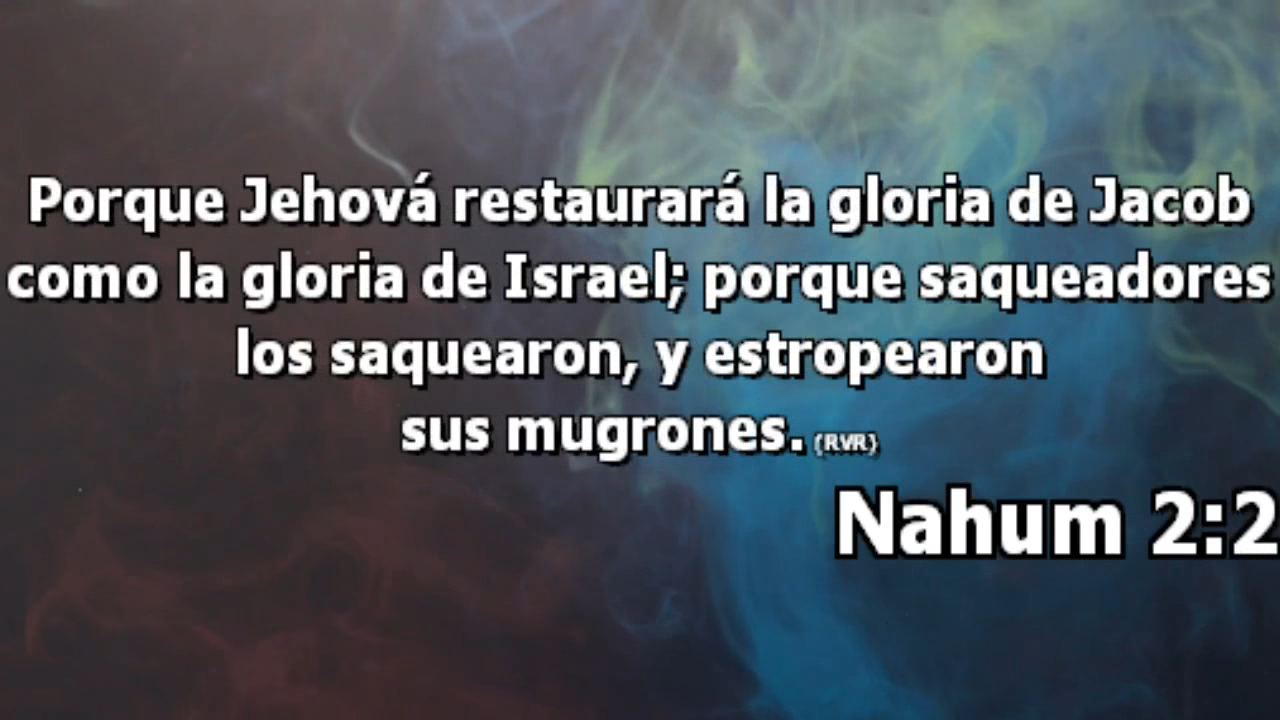 Porque Jehová restaurará la gloria de Jacob
como la gloria de Israel; porque saqueadores
los saquearon, y estropearon
sus mugrones. (RVR)
Nahum 2:2